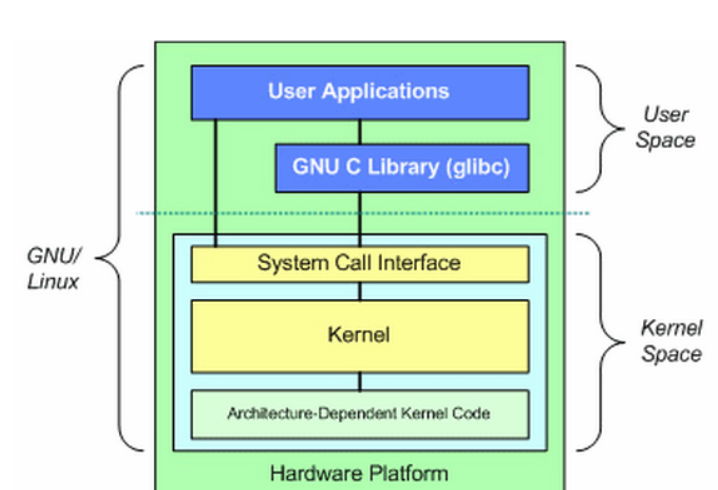 User Applications
User
Space
GNU C Library (glibc)
GNU/
Linux
System Call Interface
Kernel
Kernel
Space
Architecture-Dependent Kernel Code
Hardware Platform